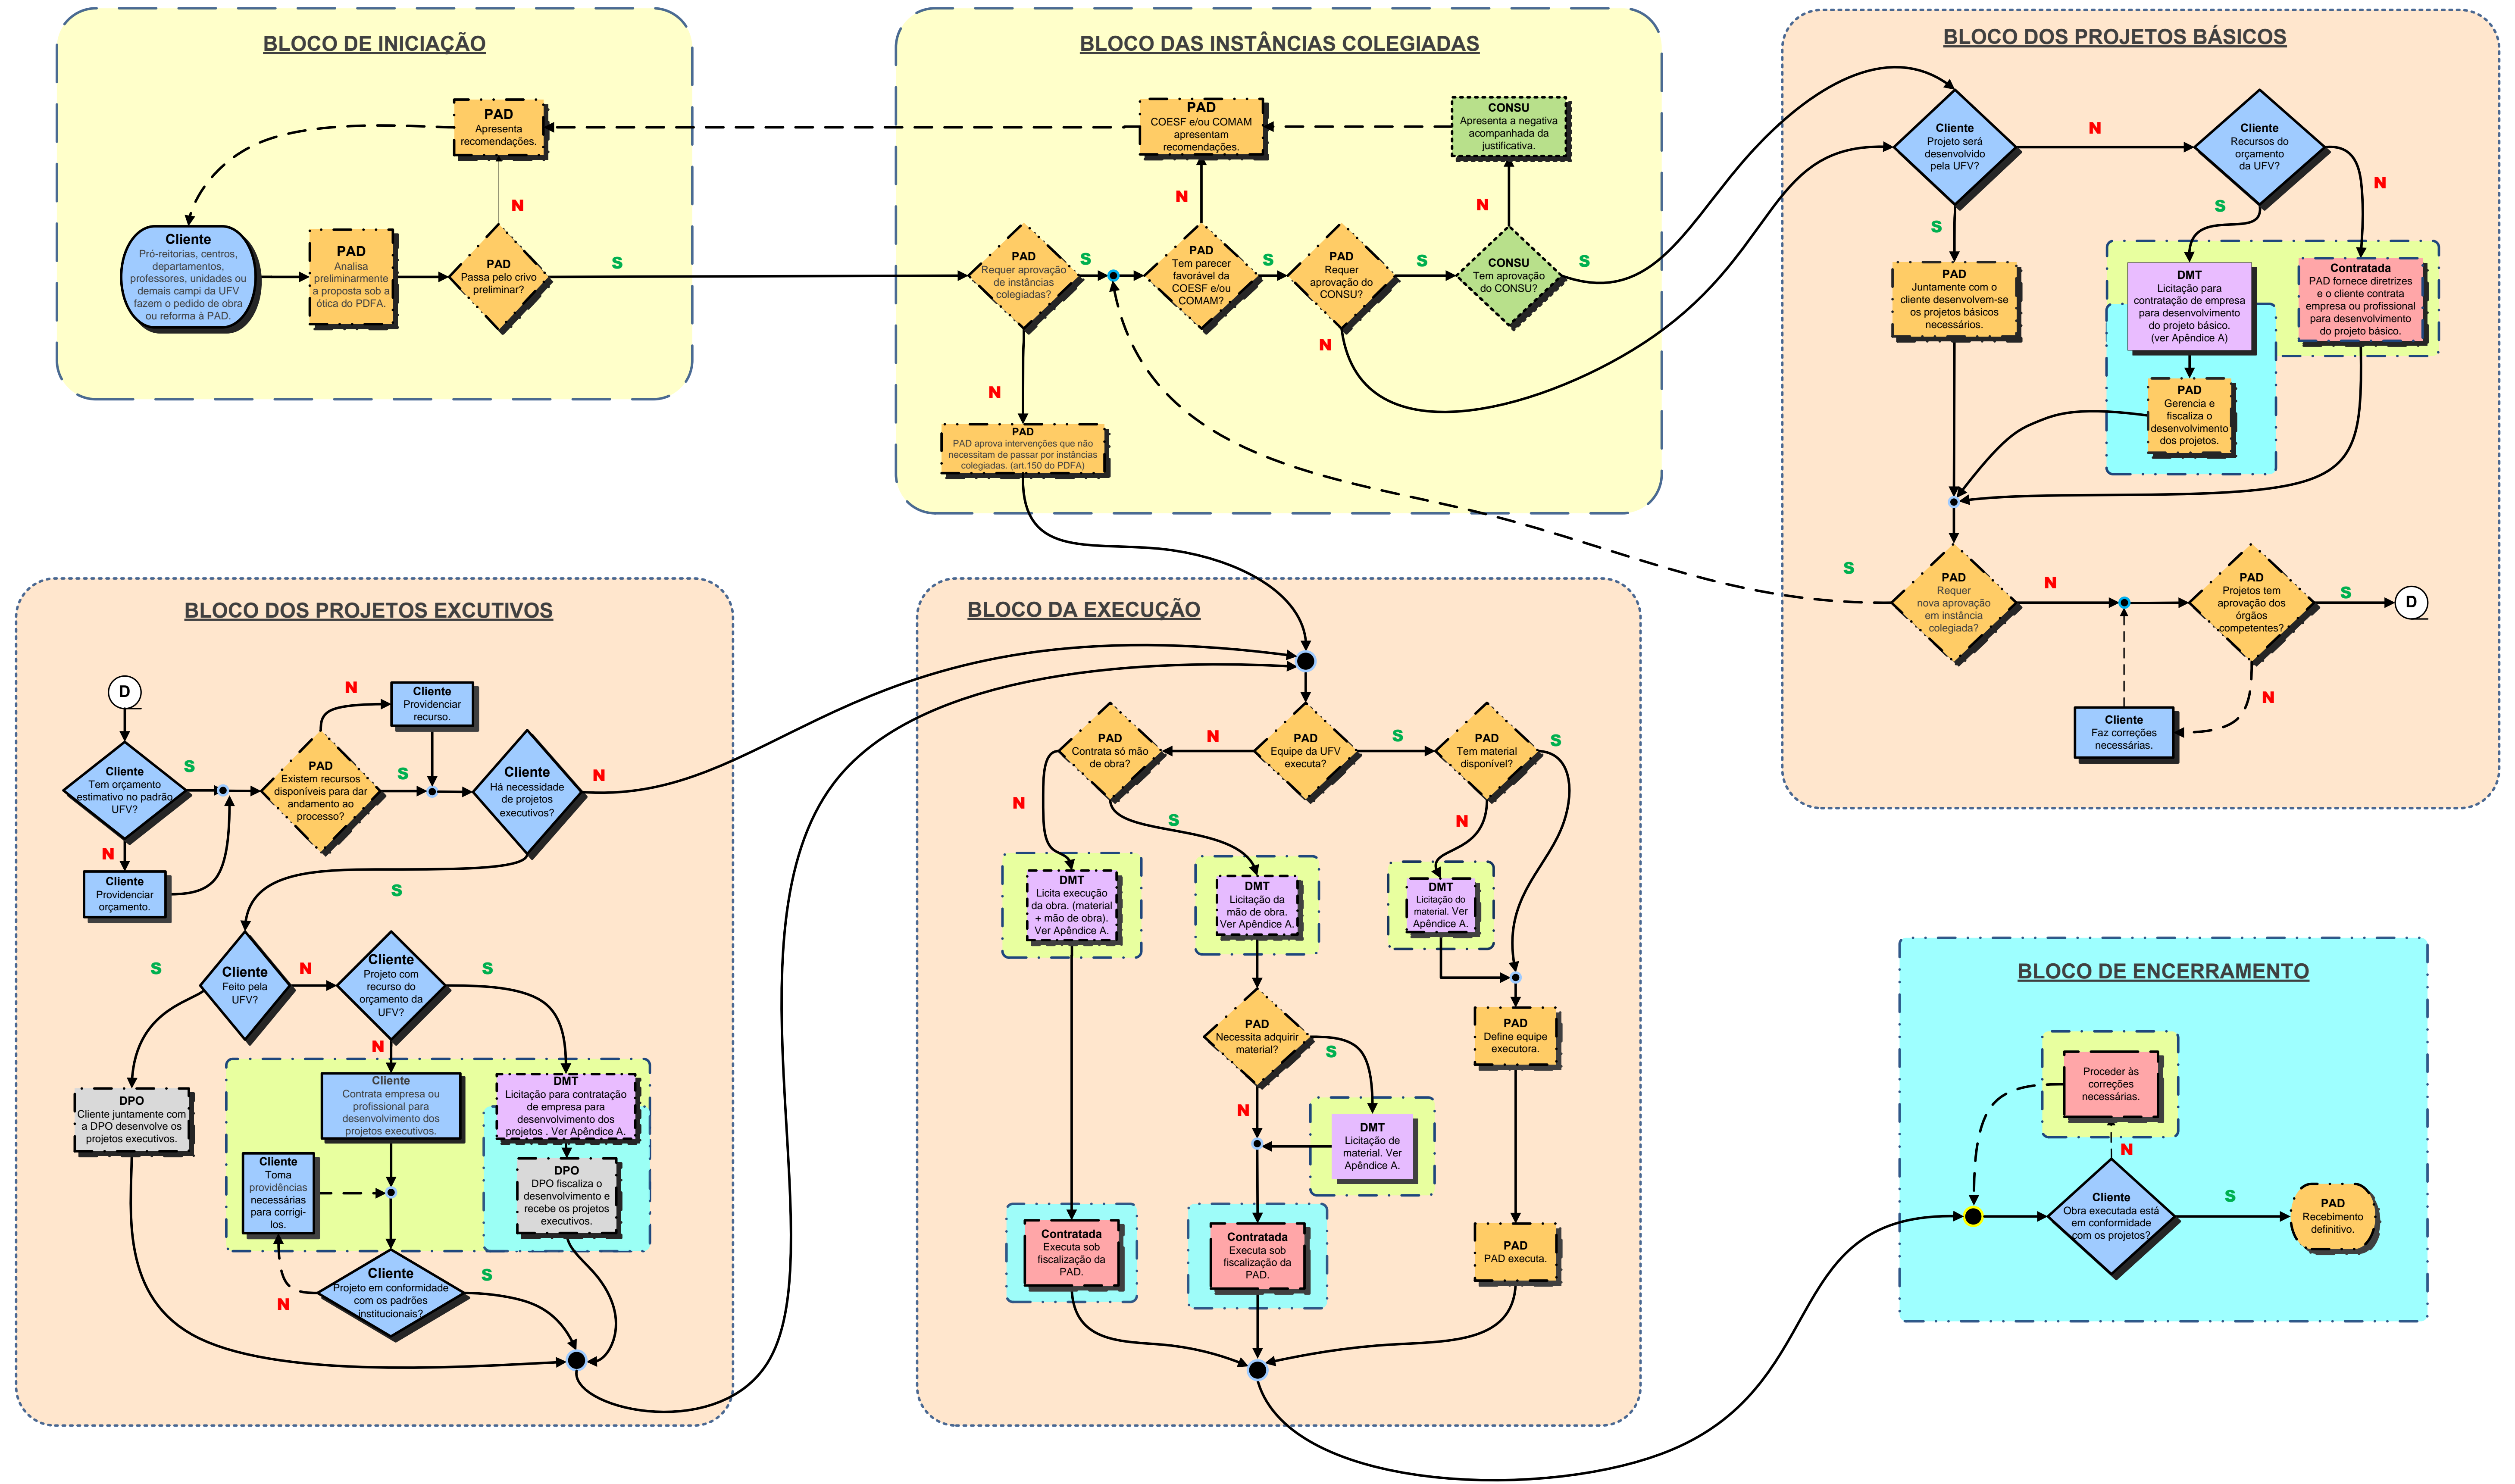 BLOCO DE INICIAÇÃO
PAD
Apresenta
recomendações.
N
Cliente
Pró-reitorias, centros,
departamentos,
professores, unidades ou
demais campi da UFV
fazem o pedido de obra
ou reforma à PAD.
PAD
Analisa
preliminarmente
a proposta sob a
ótica do PDFA.
PAD
Passa pelo crivo
preliminar?
S
BLOCO DAS INSTÂNCIAS COLEGIADAS
PAD
COESF e/ou COMAM
apresentam
recomendações.
CONSU
Apresenta a negativa
acompanhada da
justificativa.
N
N
PAD
Requer aprovação
de instâncias
colegiadas?
S
PAD
Tem parecer
favorável da
COESF e/ou
COMAM?
S
PAD
Requer
aprovação do
CONSU?
S
CONSU
Tem aprovação
do CONSU?
S
N
N
PAD
PAD aprova intervenções que não
necessitam de passar por instâncias
colegiadas. (art.150 do PDFA)
BLOCO DOS PROJETOS BÁSICOS
Cliente
Projeto será
desenvolvido
pela UFV?
N
Cliente
Recursos do
orçamento
da UFV?
N
S
S
PAD
Juntamente com o
cliente desenvolvem-se
os projetos básicos
necessários.
DMT
Licitação para
contratação de empresa
para desenvolvimento
do projeto básico.
(ver Apêndice A)
Contratada
PAD fornece diretrizes
e o cliente contrata
empresa ou profissional
para desenvolvimento
do projeto básico.
PAD
Gerencia e
fiscaliza o
desenvolvimento
dos projetos.
S
PAD
Requer
nova aprovação
em instância
colegiada?
N
PAD
Projetos tem
aprovação dos
órgãos
competentes?
S
D
N
Cliente
Faz correções
necessárias.
BLOCO DOS PROJETOS EXCUTIVOS
D
N
Cliente
Providenciar
recurso.
Cliente
Tem orçamento
estimativo no padrão
UFV?
S
PAD
Existem recursos
disponíveis para dar
andamento ao
processo?
S
Cliente
Há necessidade
de projetos
executivos?
N
N
Cliente
Providenciar
orçamento.
S
S
Cliente
Feito pela
UFV?
N
Cliente
Projeto com
recurso do
orçamento da
UFV?
S
N
DPO
Cliente juntamente com
a DPO desenvolve os
projetos executivos.
Cliente
Contrata empresa ou
profissional para
desenvolvimento dos
projetos executivos.
DMT
Licitação para contratação
de empresa para
desenvolvimento dos
projetos . Ver Apêndice A.
Cliente
Toma
providências
necessárias
para corrigi-
los.
DPO
DPO fiscaliza o
desenvolvimento e
recebe os projetos
executivos.
N
Cliente
Projeto em conformidade
com os padrões
institucionais?
S
BLOCO DA EXECUÇÃO
PAD
Contrata só mão
de obra?
N
PAD
Equipe da UFV
executa?
S
PAD
Tem material
disponível?
S
N
S
N
DMT
Licita execução
da obra. (material
+ mão de obra).
Ver Apêndice A.
DMT
Licitação da
mão de obra.
Ver Apêndice A.
DMT
Licitação do
material. Ver
Apêndice A.
PAD
Necessita adquirir
material?
S
PAD
Define equipe
executora.
N
DMT
Licitação de
material. Ver
Apêndice A.
Contratada
Executa sob
fiscalização da
PAD.
Contratada
Executa sob
fiscalização da
PAD.
PAD
PAD executa.
BLOCO DE ENCERRAMENTO
Proceder às
correções
necessárias.
N
Cliente
Obra executada está
em conformidade
com os projetos?
S
PAD
Recebimento
definitivo.